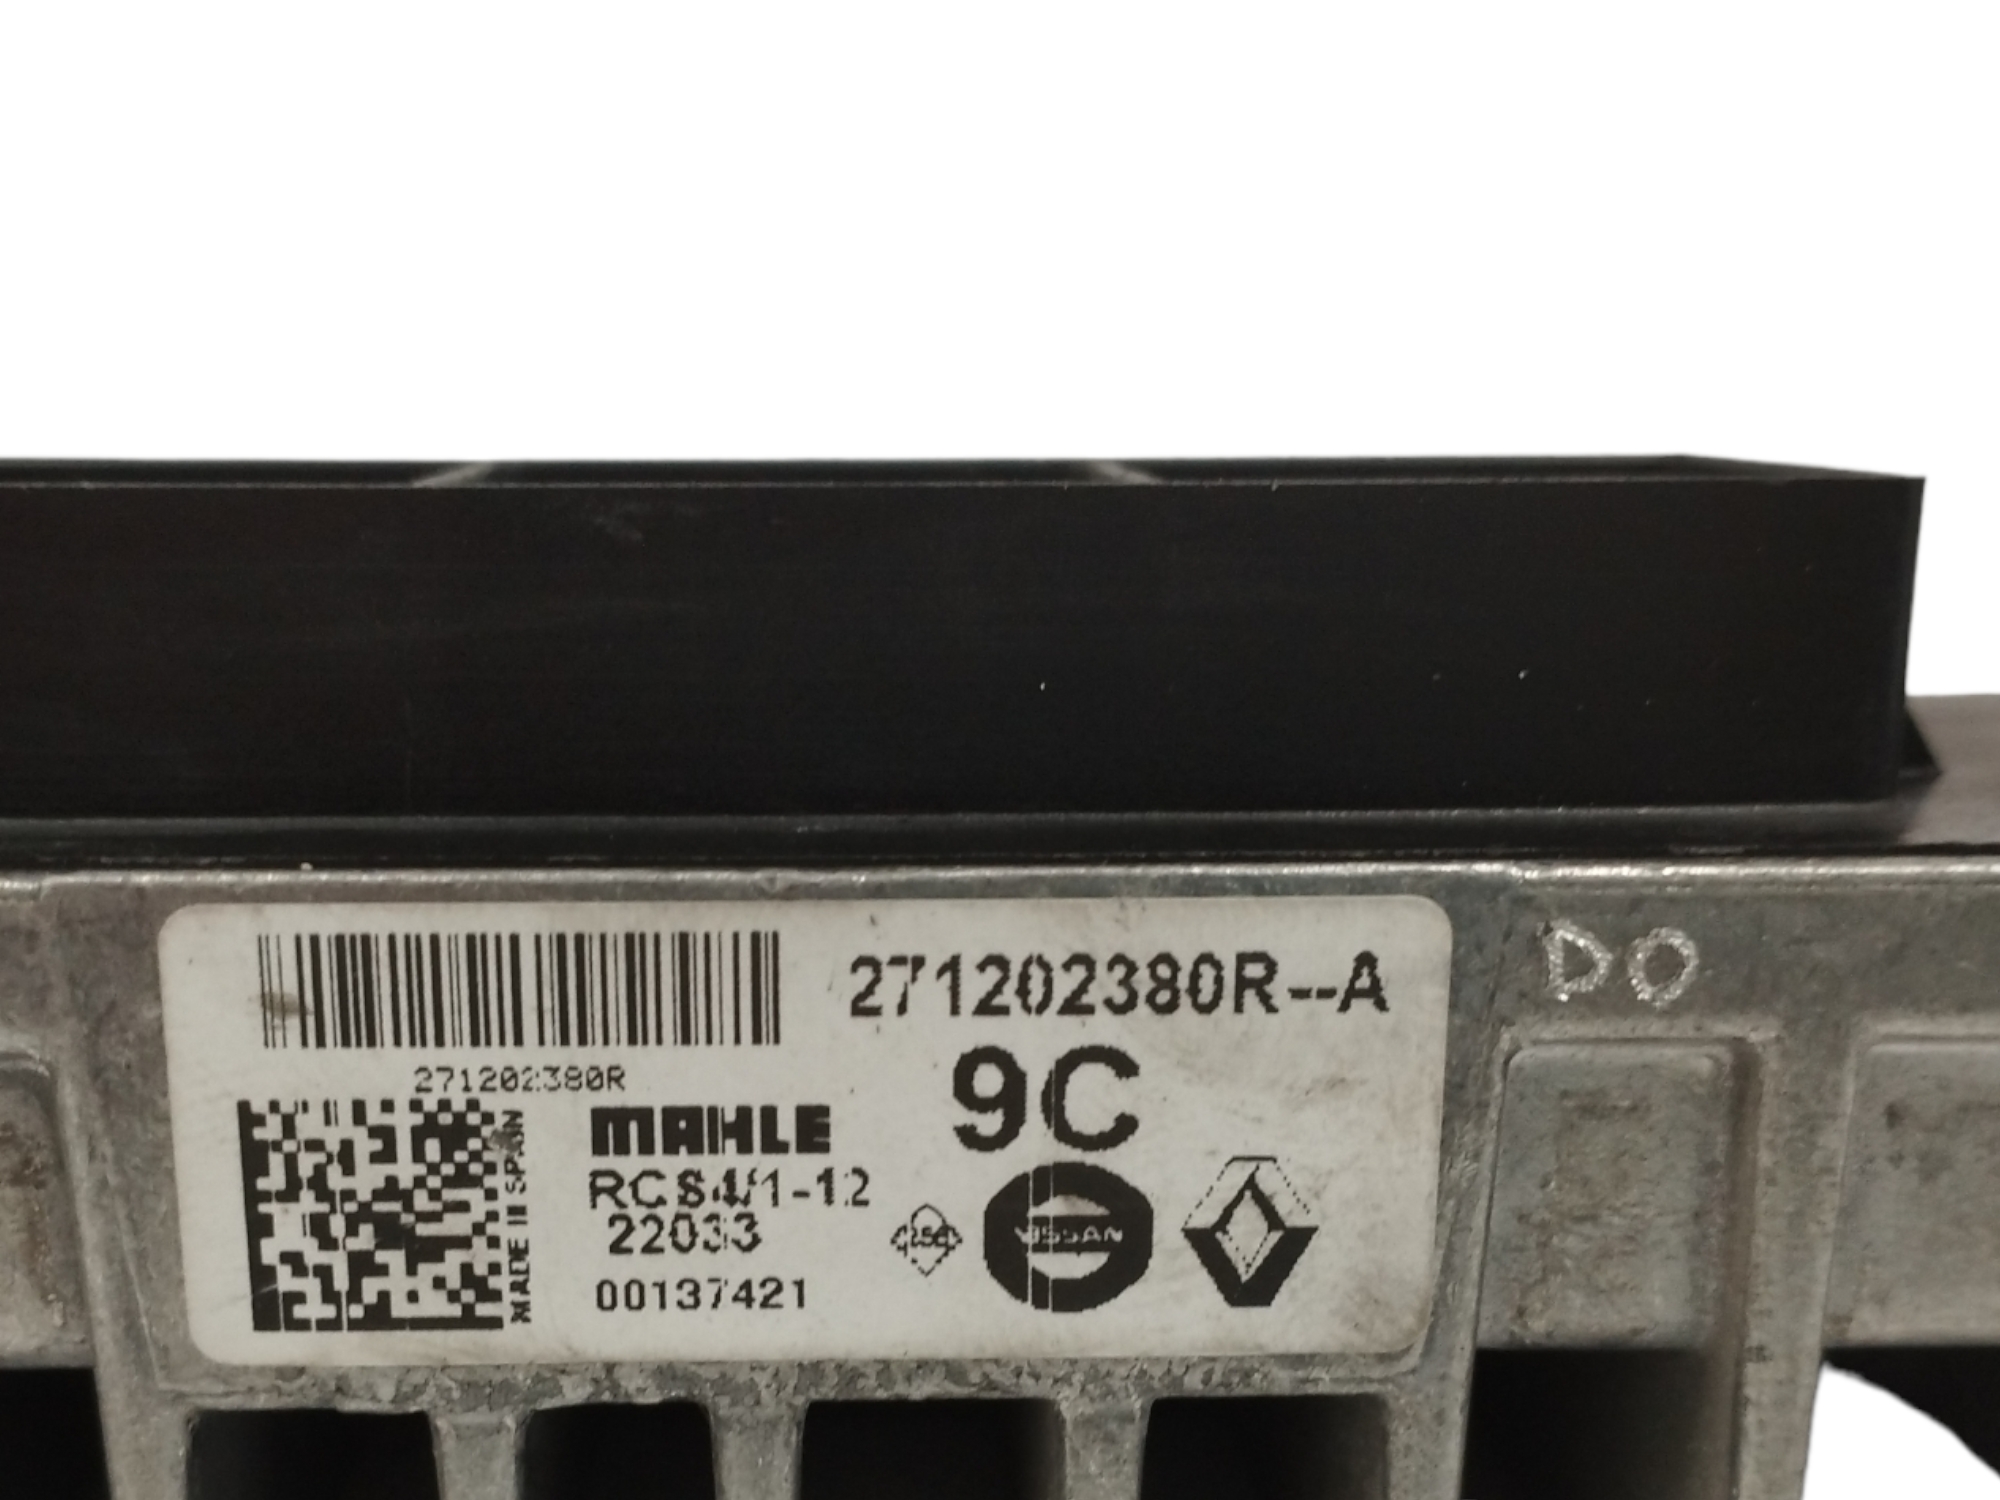 271202380R--A
271202380R
9C
MAHLE
RCS4/1-12
22033
00137421
MADE IN SPAIN
NISSAN
DO